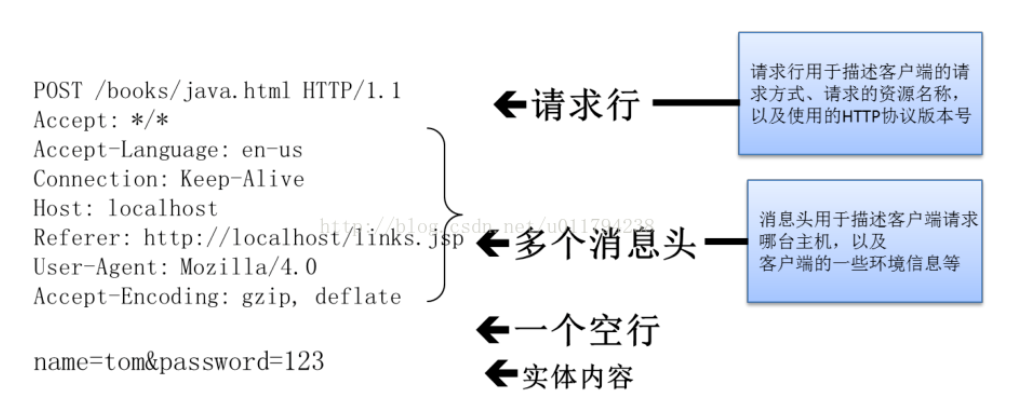 POST /books/java.html HTTP/1.1
Accept: */*
Accept-Language: en-us
Connection: Keep-Alive
Host: localhost
Referer: http://localhost/links.jsp
User-Agent: Mozilla/4.0
Accept-Encoding: gzip, deflate
name=tom&password=123
请求行
多个消息头
一个空行
实体内容
请求行用于描述客户端的请
求方式、请求的资源名称，
以及使用的HTTP协议版本号
消息头用于描述客户端请求
哪台主机，以及
客户端的一些环境信息等
http://blog.csdn.net/u011794238